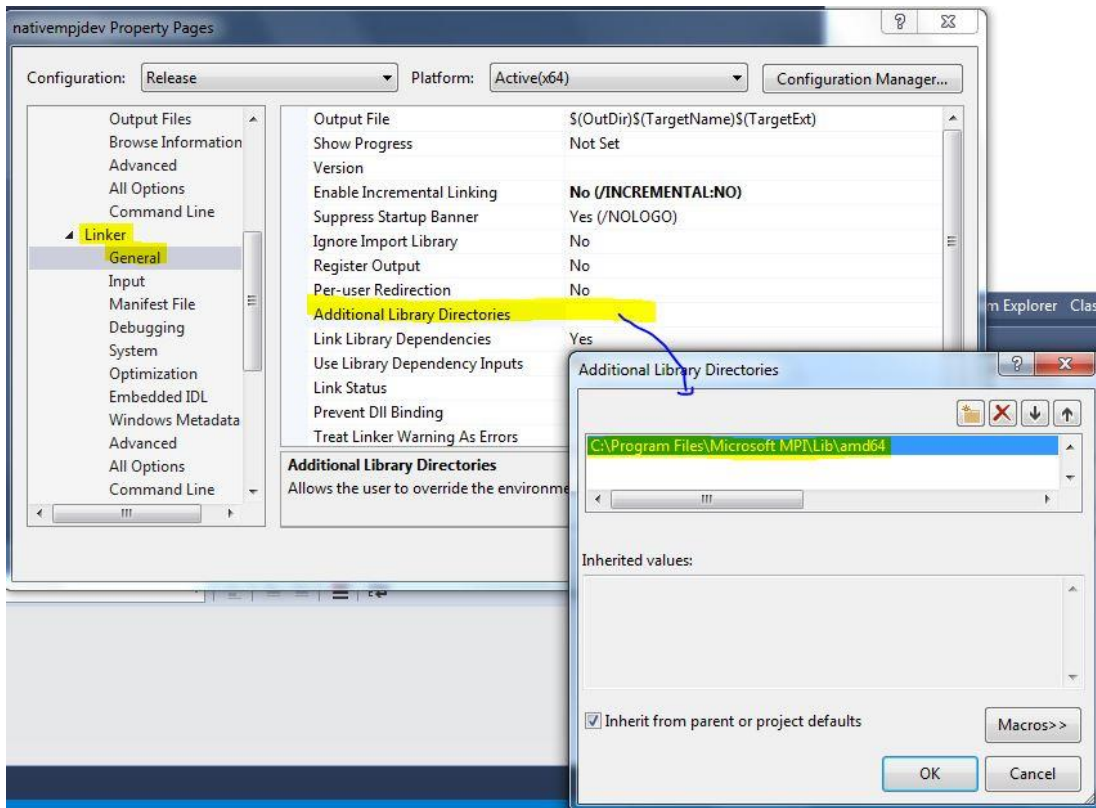 nativempjdev Property Pages
Configuration: Release Platform: Active(x64) Configuration Manager...
Output Files
Browse Information
Advanced
All Options
Command Line
Linker
General
Input
Manifest File
Debugging
System
Optimization
Embedded IDL
Windows Metadata
Advanced
All Options
Command Line
Output File $(OutDir)$(TargetName)$(TargetExt)
Show Progress Not Set
Version
Enable Incremental Linking No (/INCREMENTAL:NO)
Suppress Startup Banner Yes (/NOLOGO)
Ignore Import Library No
Register Output No
Per-user Redirection No
Additional Library Directories
Link Library Dependencies Yes
Use Library Dependency Inputs
Link Status
Prevent Dll Binding
Treat Linker Warning As Errors
Additional Library Directories
Allows the user to override the environme
m Explorer Clas
Additional Library Directories
C:\Program Files\Microsoft MPI\Lib\amd64
Inherited values:
Inherit from parent or project defaults
Macros>>
OK Cancel